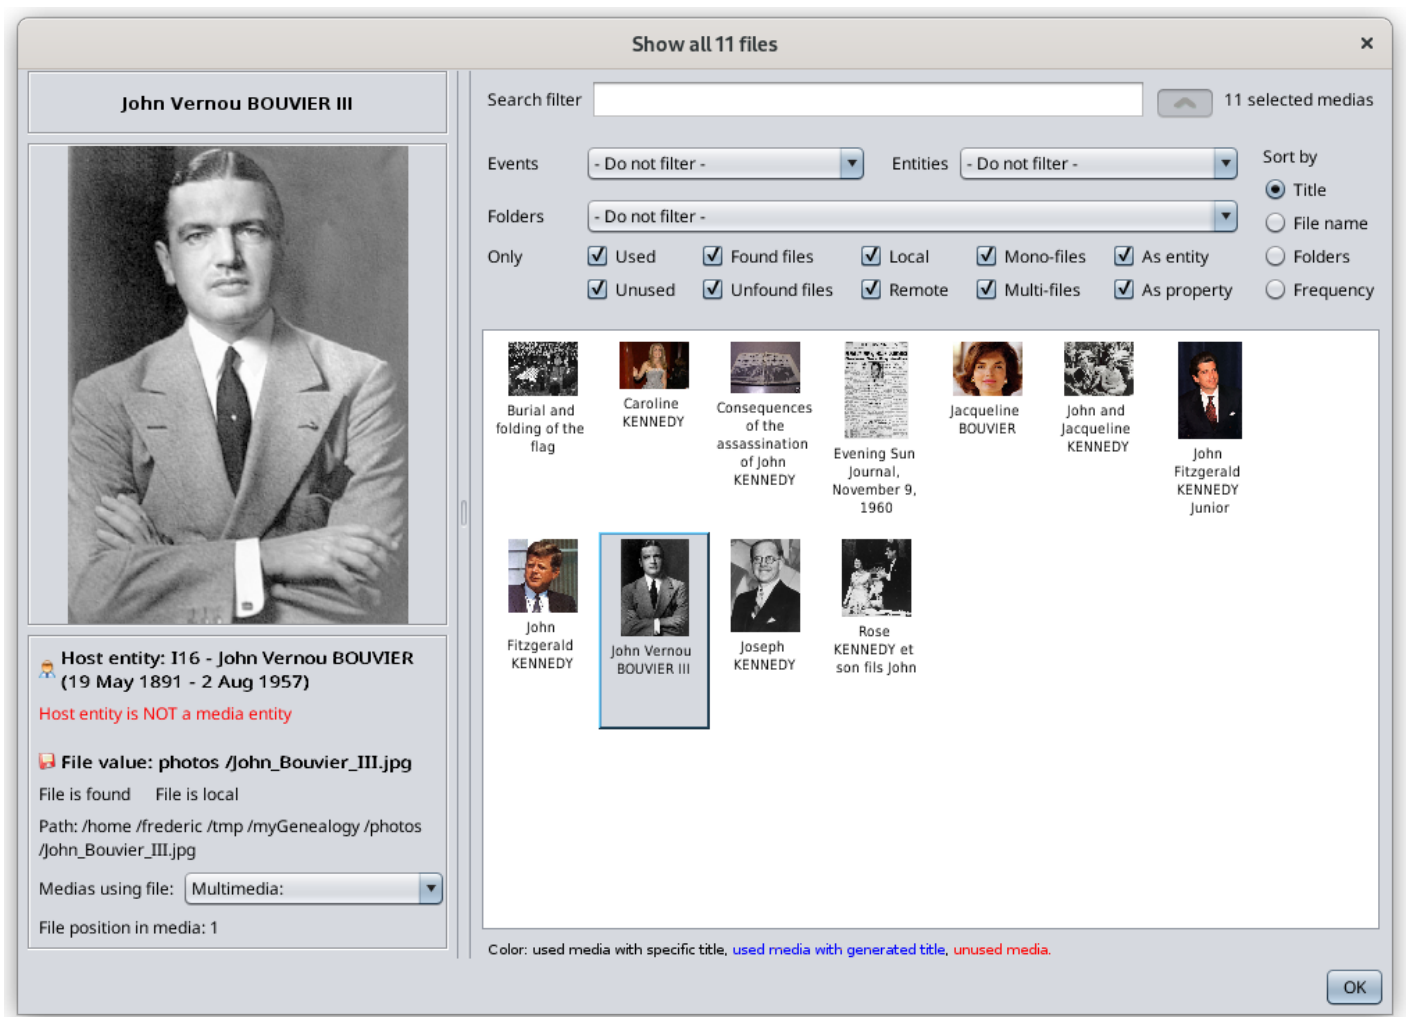 Show all 11 files
×
John Vernou BOUVIER III
Search filter
11 selected medias
Events
- Do not filter -
Entities
- Do not filter -
Sort by
Title
Folders
- Do not filter -
File name
Only
Used
Found files
Local
Mono-files
As entity
Folders
Unused
Unfound files
Remote
Multi-files
As property
Frequency
Burial and
folding of the
flag
Caroline
KENNEDY
Consequences
of the
assassination
of John
KENNEDY
Evening Sun
Journal,
November 9,
1960
Jacqueline
BOUVIER
John and
Jacqueline
KENNEDY
John
Fitzgerald
KENNEDY
Junior
John
Fitzgerald
KENNEDY
John Vernou
BOUVIER III
Joseph
KENNEDY
Rose
KENNEDY et
son fils John
Host entity: I16 - John Vernou BOUVIER
(19 May 1891 - 2 Aug 1957)
Host entity is NOT a media entity
File value: photos /John_Bouvier_III.jpg
File is found File is local
Path: /home /frederic /tmp /myGenealogy /photos
/John_Bouvier_III.jpg
Medias using file: Multimedia:
File position in media: 1
Color: used media with specific title, used media with generated title, unused media.
OK